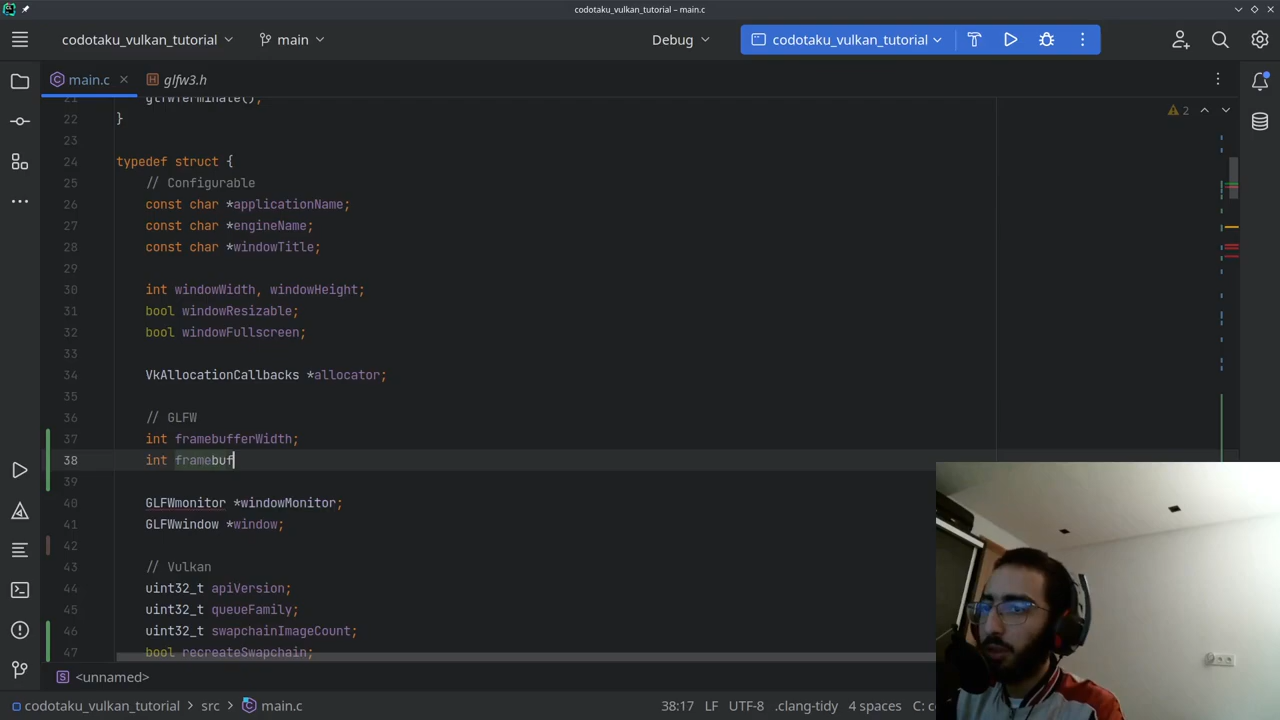 codotaku_vulkan_tutorial – main.c
codotaku_vulkan_tutorial
main
Debug
codotaku_vulkan_tutorial
main.c
glfw3.h
21 glfwTerminate();
22 }
2
23
24 typedef struct {
25 // Configurable
26 const char *applicationName;
27 const char *engineName;
28 const char *windowTitle;
29
30 int windowWidth, windowHeight;
31 bool windowResizable;
32 bool windowFullscreen;
33
34 VkAllocationCallbacks *allocator;
35
36 // GLFW
37 int framebufferWidth;
38 int framebuf
39
40 GLFWmonitor *windowMonitor;
41 GLFWwindow *window;
42
43 // Vulkan
44 uint32_t apiVersion;
45 uint32_t queueFamily;
46 uint32_t swapchainImageCount;
47 bool recreateSwapchain;
S <unnamed>
codotaku_vulkan_tutorial > src > main.c
38:17 LF UTF-8 .clang-tidy 4 spaces